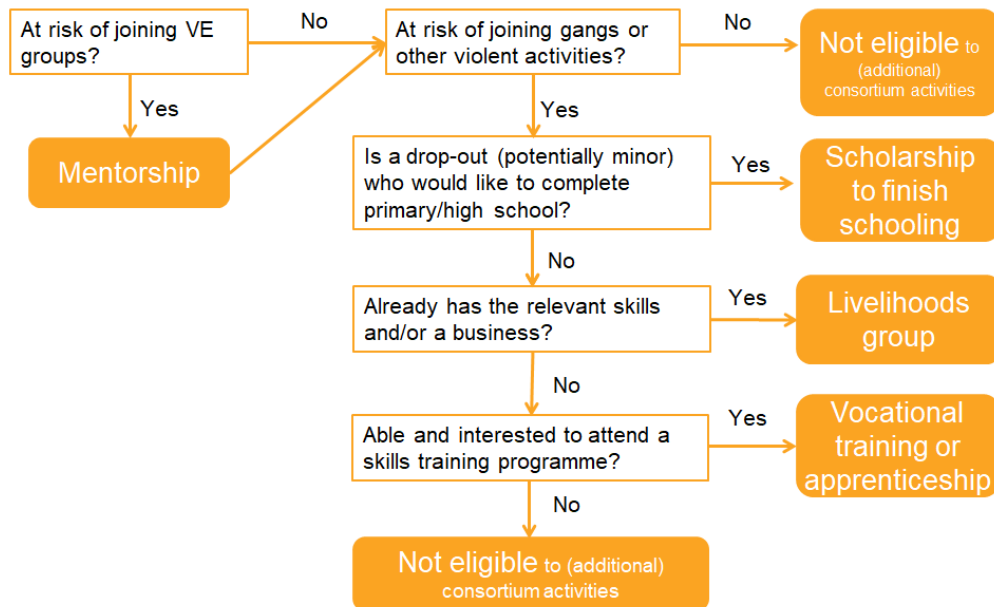 At risk of joining VE
groups?
No
At risk of joining gangs or
other violent activities?
No
Not eligible to
(additional)
consortium activities
Yes
Mentorship
Yes
Is a drop-out (potentially minor)
who would like to complete
primary/high school?
Yes
Scholarship
to finish
schooling
No
Already has the relevant skills
and/or a business?
Yes
Livelihoods
group
No
Able and interested to attend a
skills training programme?
Yes
Vocational
training or
apprenticeship
No
Not eligible to (additional)
consortium activities